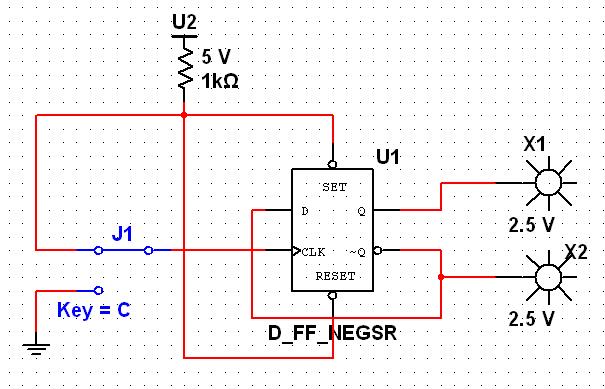 U2
5 V
1kΩ
X1
U1
SET
D Q
2.5 V
J1
X2
CLK ~Q
RESET
Key = C
2.5 V
D_FF_NEGSR